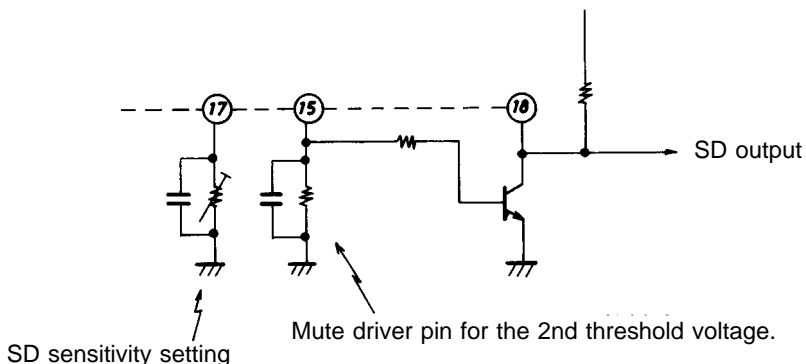 17 15 18
SD output
Mute driver pin for the 2nd threshold voltage.
SD sensitivity setting